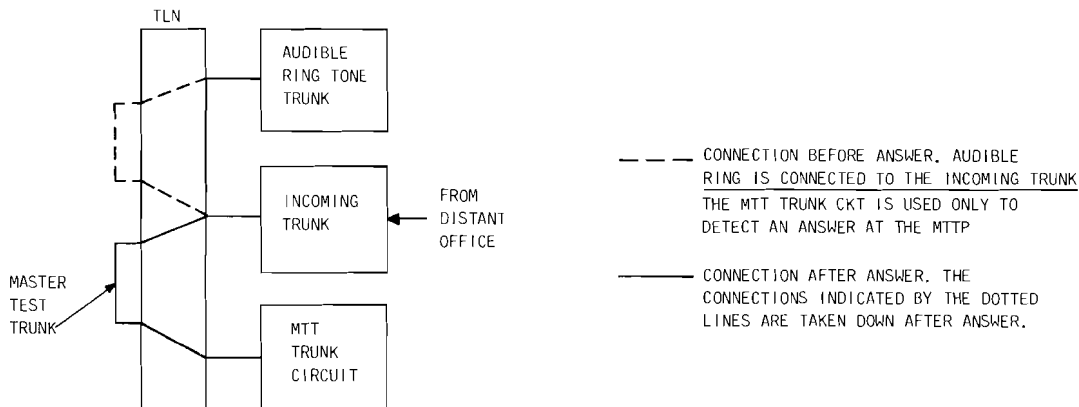 TLN
AUDIBLE
RING TONE
TRUNK
INCOMING
TRUNK
FROM
DISTANT
OFFICE
MASTER
TEST
TRUNK
MTT
TRUNK
CIRCUIT
CONNECTION BEFORE ANSWER. AUDIBLE
RING IS CONNECTED TO THE INCOMING TRUNK
THE MTT TRUNK CKT IS USED ONLY TO
DETECT AN ANSWER AT THE MTTP
CONNECTION AFTER ANSWER. THE
CONNECTIONS INDICATED BY THE DOTTED
LINES ARE TAKEN DOWN AFTER ANSWER.